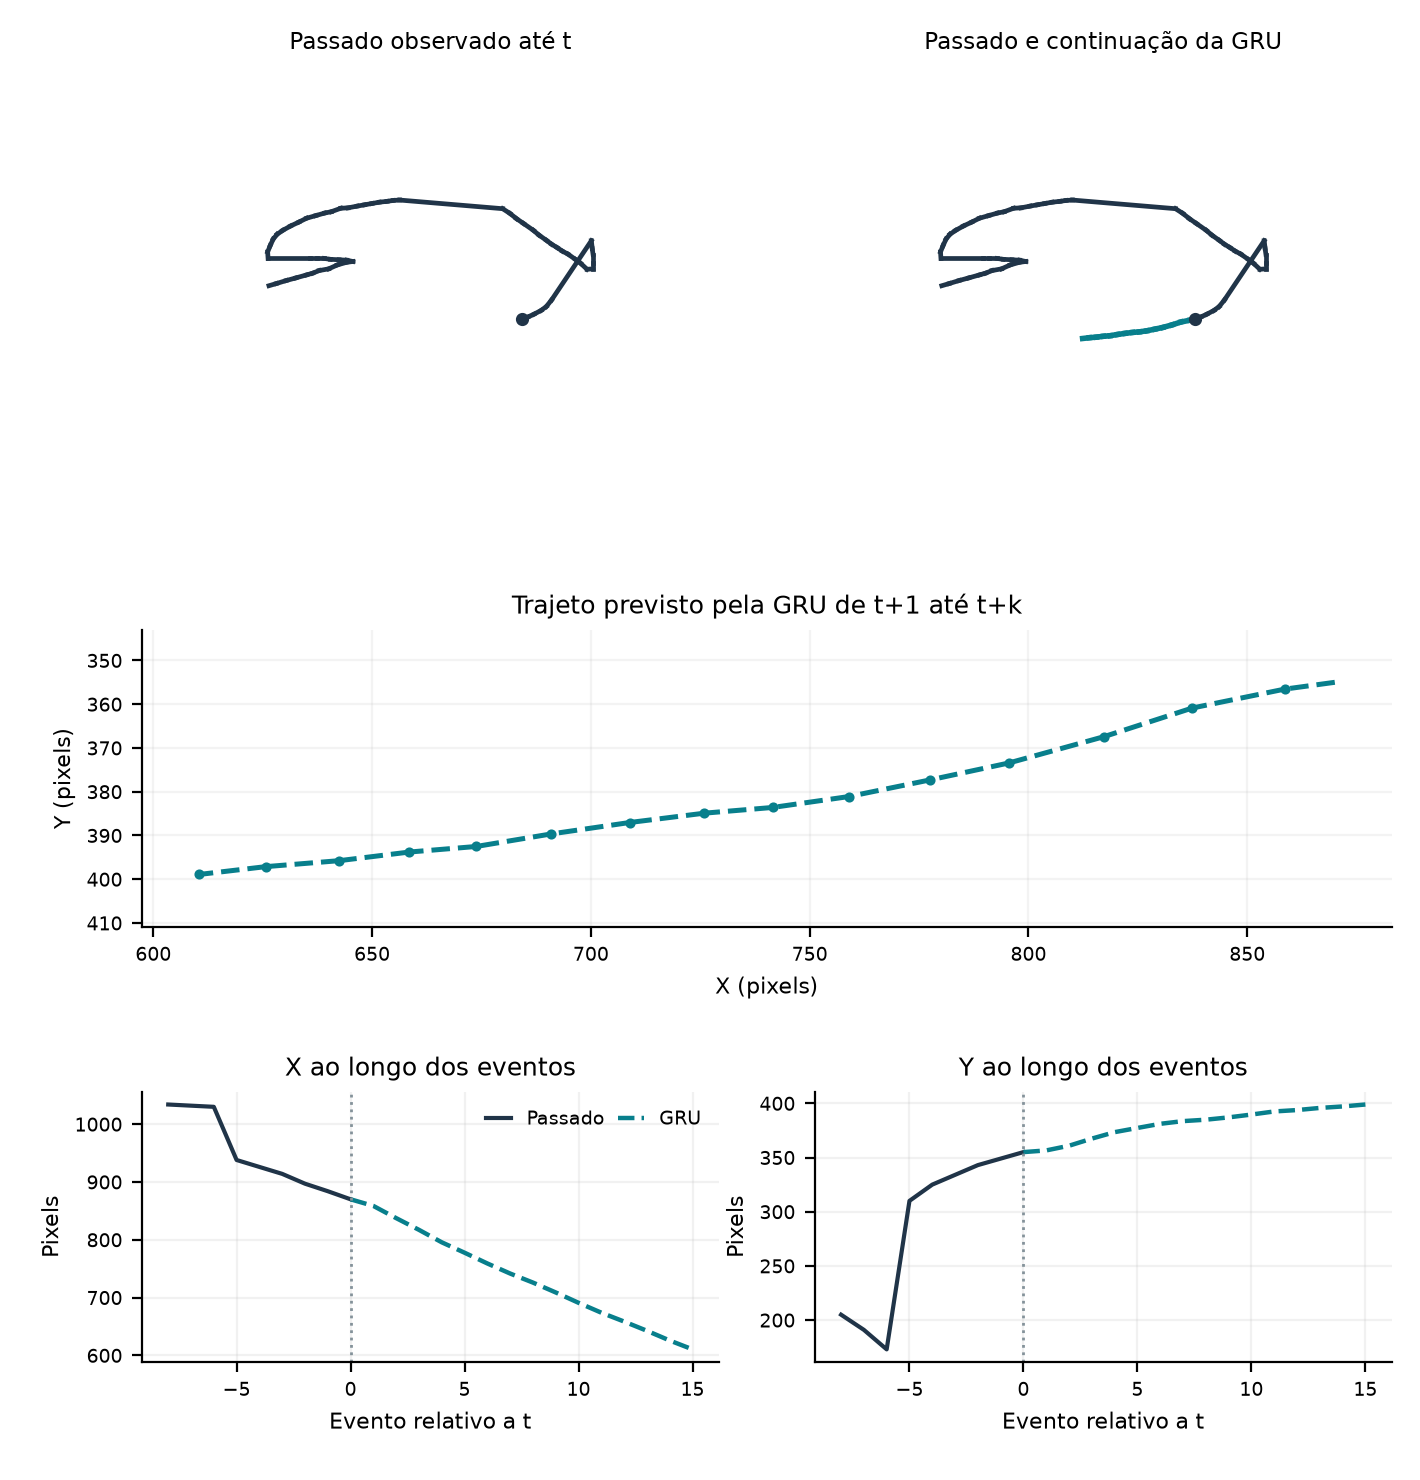 Passado observado até t
Passado e continuação da GRU
Trajeto previsto pela GRU de t+1 até t+k
Y (pixels)
350
360
370
380
390
400
410
600 650 700 750 800 850
X (pixels)
X ao longo dos eventos
Pixels
1000
900
800
700
600
Passado GRU
−5 0 5 10 15
Evento relativo a t
Y ao longo dos eventos
Pixels
400
350
300
250
200
−5 0 5 10 15
Evento relativo a t